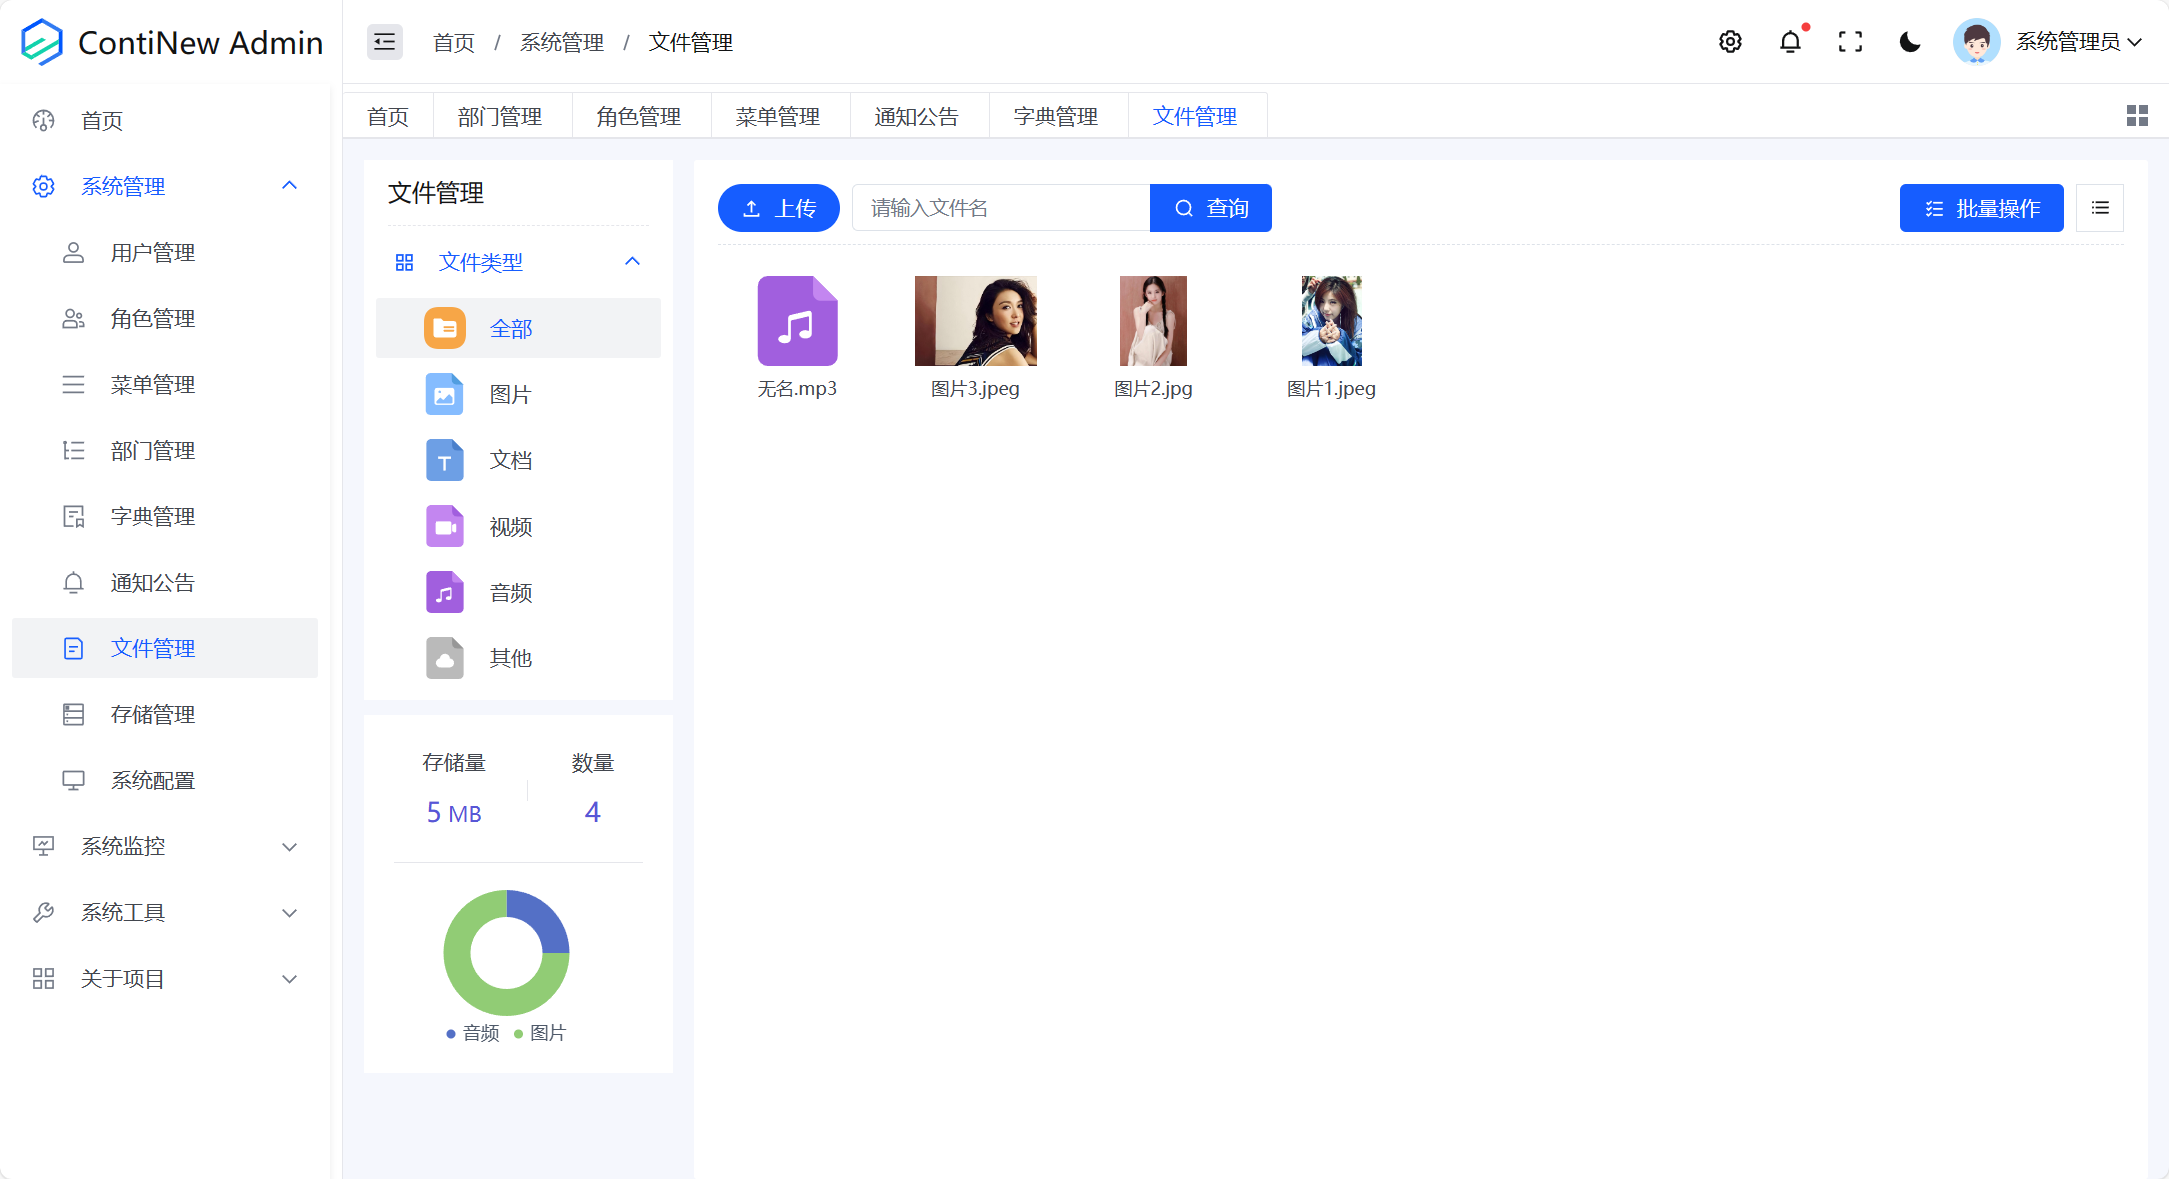 ContiNew Admin
首页 / 系统管理 / 文件管理
系统管理员
首页
系统管理
用户管理
角色管理
菜单管理
部门管理
字典管理
通知公告
文件管理
存储管理
系统配置
系统监控
系统工具
关于项目
首页 部门管理 角色管理 菜单管理 通知公告 字典管理 文件管理
文件管理
文件类型
全部
图片
文档
视频
音频
其他
存储量 数量
5 MB 4
音频 图片
上传 请输入文件名 查询 批量操作
无名.mp3 图片3.jpeg 图片2.jpg 图片1.jpeg